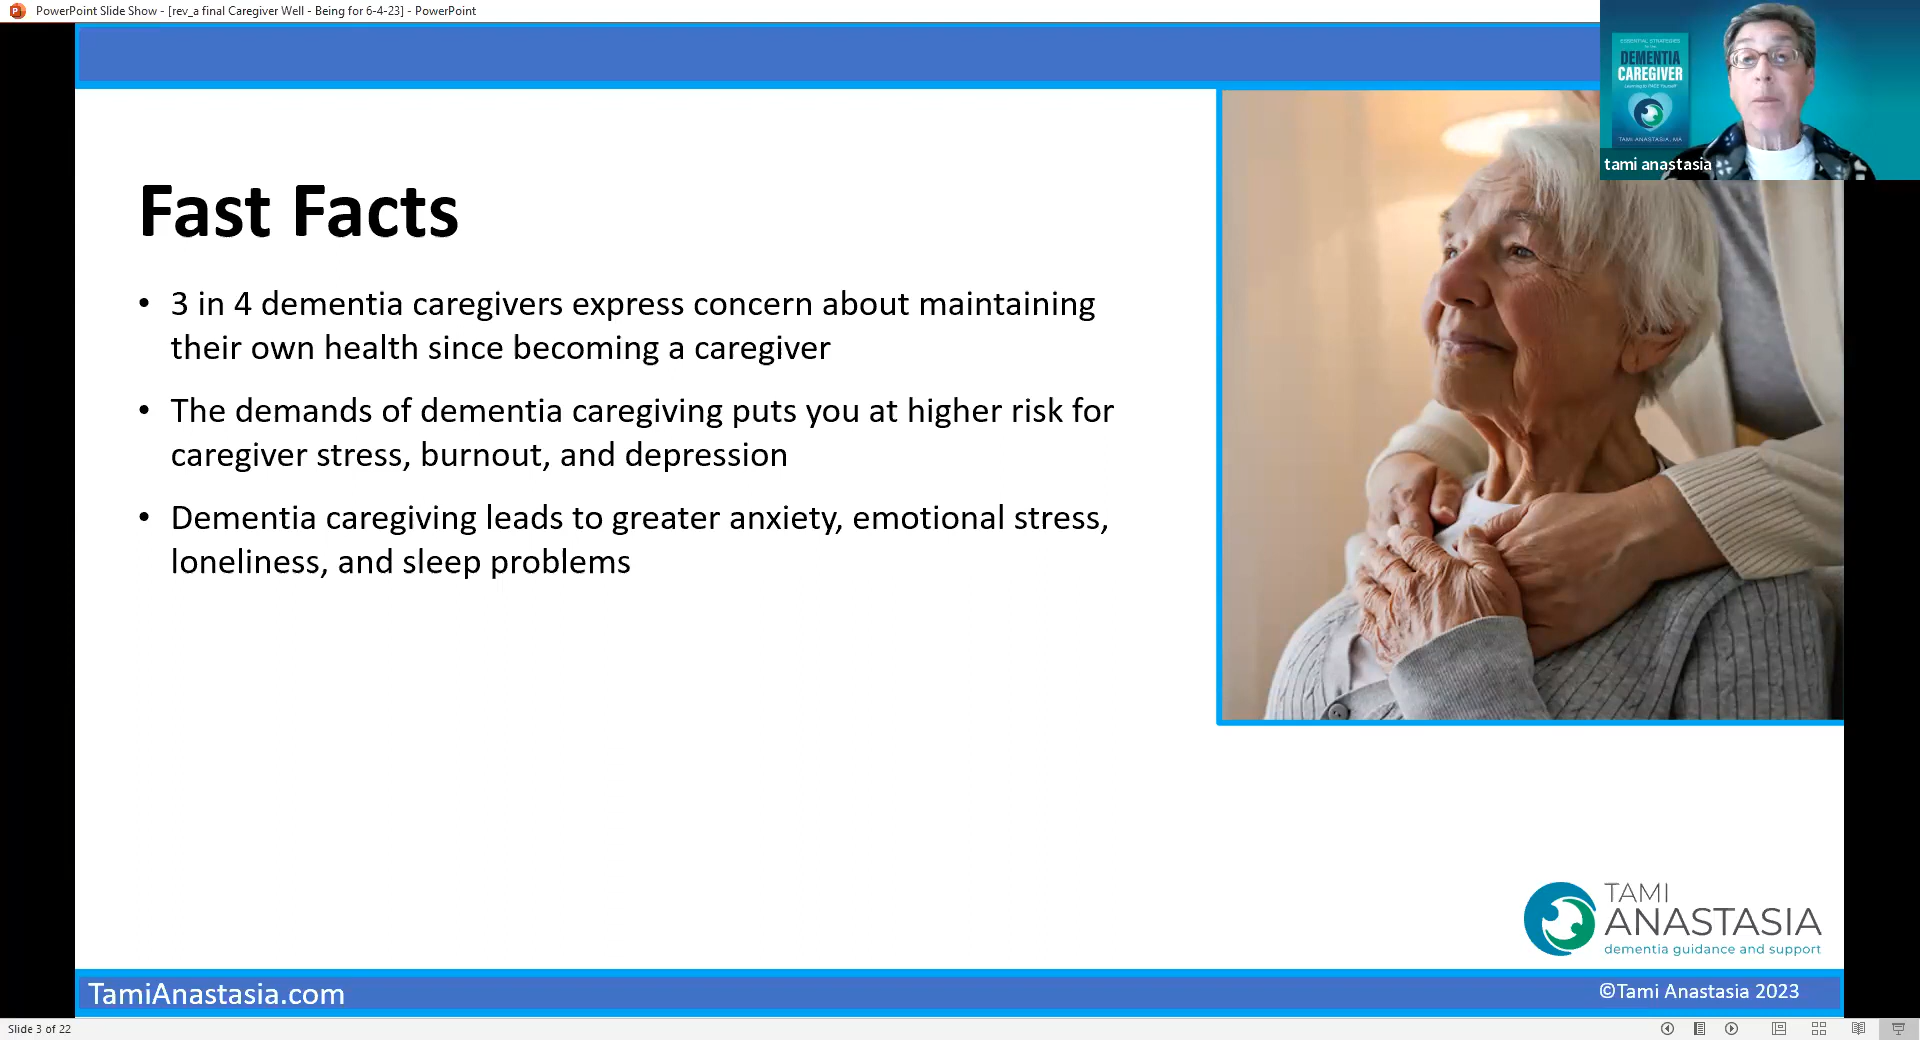 PowerPoint Slide Show - [rev_a final Caregiver Well - Being for 6-4-23] - PowerPoint
ESSENTIAL STRATEGIES
DEMENTIA
CAREGIVER
Learning to PACE Yourself
TAMI ANASTASIA, MA
tami anastasia
Fast Facts
• 3 in 4 dementia caregivers express concern about maintaining
their own health since becoming a caregiver
• The demands of dementia caregiving puts you at higher risk for
caregiver stress, burnout, and depression
• Dementia caregiving leads to greater anxiety, emotional stress,
loneliness, and sleep problems
TAMI
ANASTASIA
dementia guidance and support
TamiAnastasia.com
©Tami Anastasia 2023
Slide 3 of 22